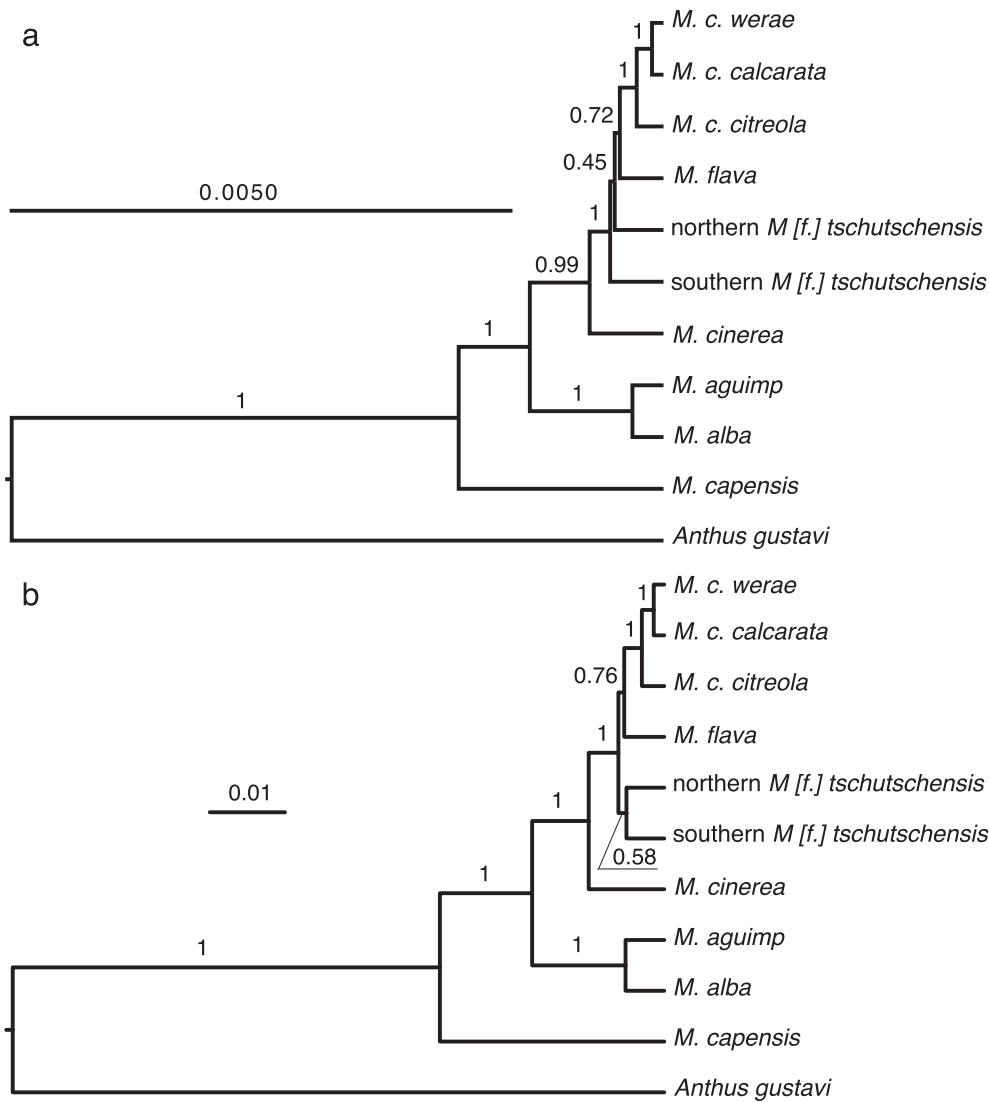 a
M. c. werae
1
M. c. calcarata
1
0.72
M. c. citreola
0.45
M. flava
0.0050
1
northern M [f.] tschutschensis
0.99
southern M [f.] tschutschensis
1
M. cinerea
1
M. aguimp
1
M. alba
M. capensis
Anthus gustavi
b
M. c. werae
1
M. c. calcarata
1
0.76
M. c. citreola
1
M. flava
0.01
1
northern M [f.] tschutschensis
southern M [f.] tschutschensis
0.58
1
M. cinerea
1
1
M. aguimp
M. alba
M. capensis
Anthus gustavi